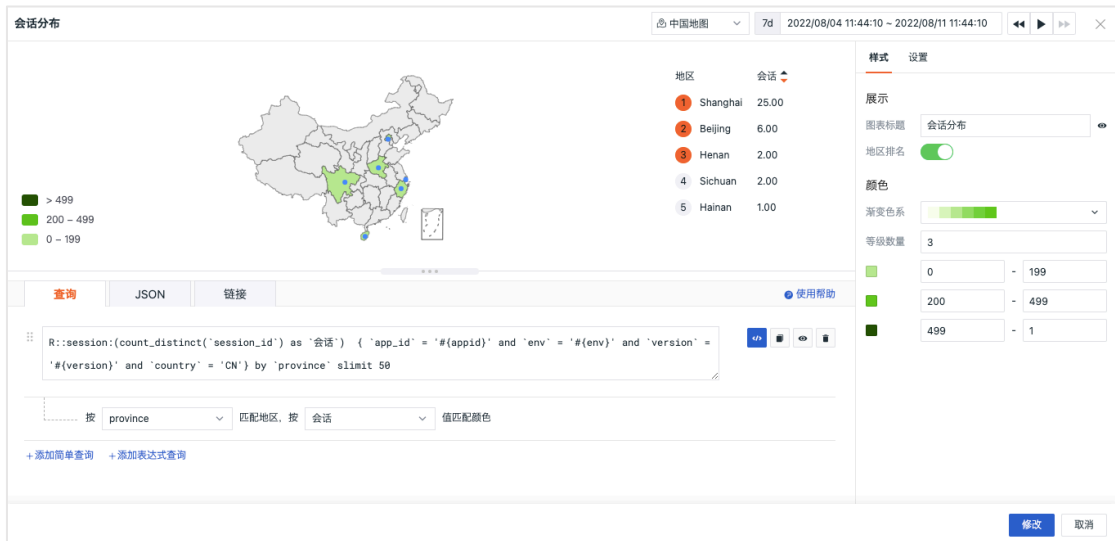 会话分布
中国地图
7d 2022/08/04 11:44:10 ~ 2022/08/11 11:44:10
地区 会话
1 Shanghai 25.00
2 Beijing 6.00
3 Henan 2.00
4 Sichuan 2.00
5 Hainan 1.00
> 499
200 – 499
0 – 199
样式 设置
展示
图表标题 会话分布
地区排名
颜色
渐变色系
等级数量 3
0 - 199
200 - 499
499 - 1
查询 JSON 链接 使用帮助
R::session:(count_distinct(`session_id`) as `会话`) { `app_id` = '#{appid}' and `env` = '#{env}' and `version` =
'#{version}' and `country` = 'CN'} by `province` slimit 50
</>
按 province 匹配地区, 按 会话 值匹配颜色
+添加简单查询 +添加表达式查询
修改 取消